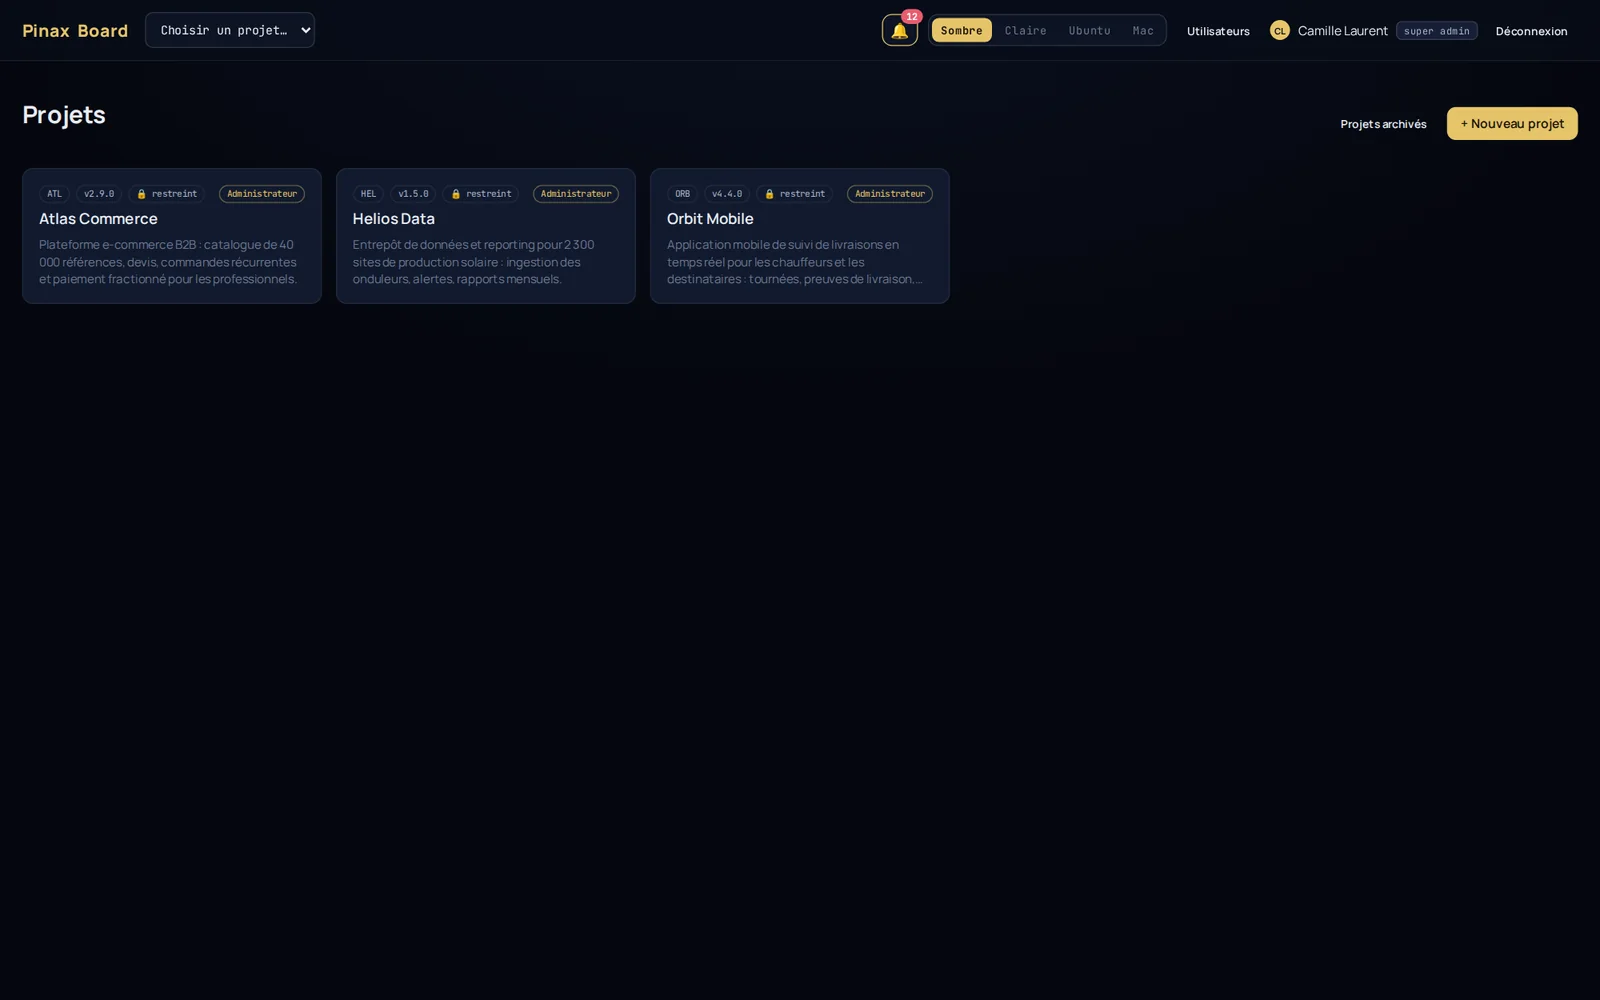 Pinax Board
Choisir un projet…
12
Sombre Claire Ubuntu Mac
Utilisateurs
CL Camille Laurent super admin
Déconnexion
Projets
Projets archivés
+ Nouveau projet
ATL v2.9.0 🔒 restreint Administrateur
Atlas Commerce
Plateforme e-commerce B2B : catalogue de 40
000 références, devis, commandes récurrentes
et paiement fractionné pour les professionnels.
HEL v1.5.0 🔒 restreint Administrateur
Helios Data
Entrepôt de données et reporting pour 2 300
sites de production solaire : ingestion des
onduleurs, alertes, rapports mensuels.
ORB v4.4.0 🔒 restreint Administrateur
Orbit Mobile
Application mobile de suivi de livraisons en
temps réel pour les chauffeurs et les
destinataires : tournées, preuves de livraison,…